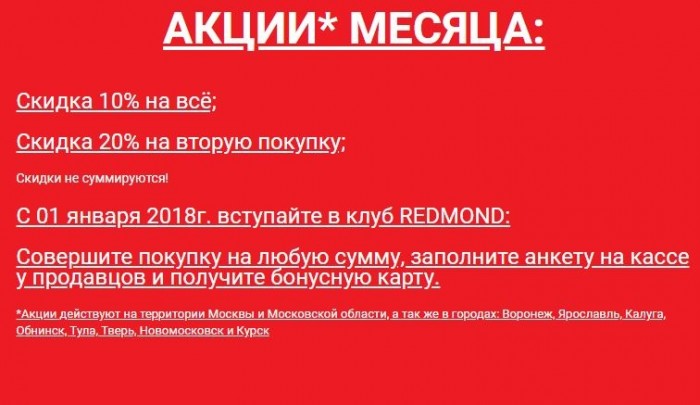 АКЦИИ* МЕСЯЦА:
Скидка 10% на всё;
Скидка 20% на вторую покупку;
Скидки не суммируются!
С 01 января 2018г. вступайте в клуб REDMOND:
Совершите покупку на любую сумму, заполните анкету на кассе
у продавцов и получите бонусную карту.
*Акции действуют на территории Москвы и Московской области, а так же в городах: Воронеж, Ярославль, Калуга,
Обнинск, Тула, Тверь, Новомосковск и Курск